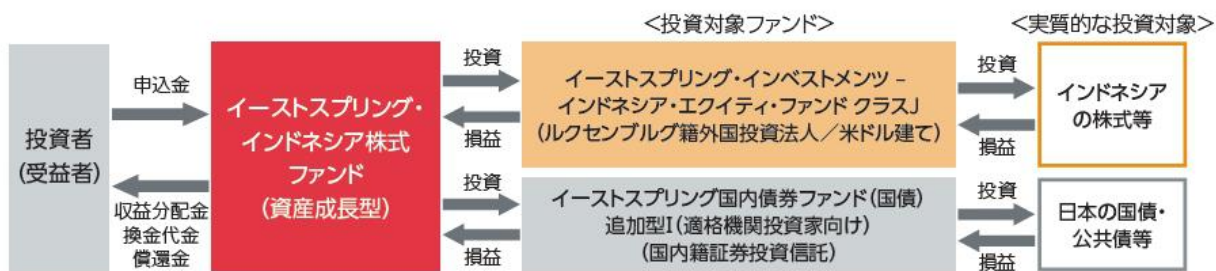 <投資対象ファンド>
<実質的な投資対象>
投資者
(受益者)
申込金
収益分配金
換金代金
償還金
イーストスプリング・
インドネシア株式
ファンド
(資産成長型)
投資
損益
投資
損益
イーストスプリング・インベストメンツ –
インドネシア・エクイティ・ファンド クラスJ
(ルクセンブルグ籍外国投資法人/米ドル建て)
イーストスプリング国内債券ファンド(国債)
追加型I(適格機関投資家向け)
(国内籍証券投資信託)
投資
損益
投資
損益
インドネシア
の株式等
日本の国債・
公共債等